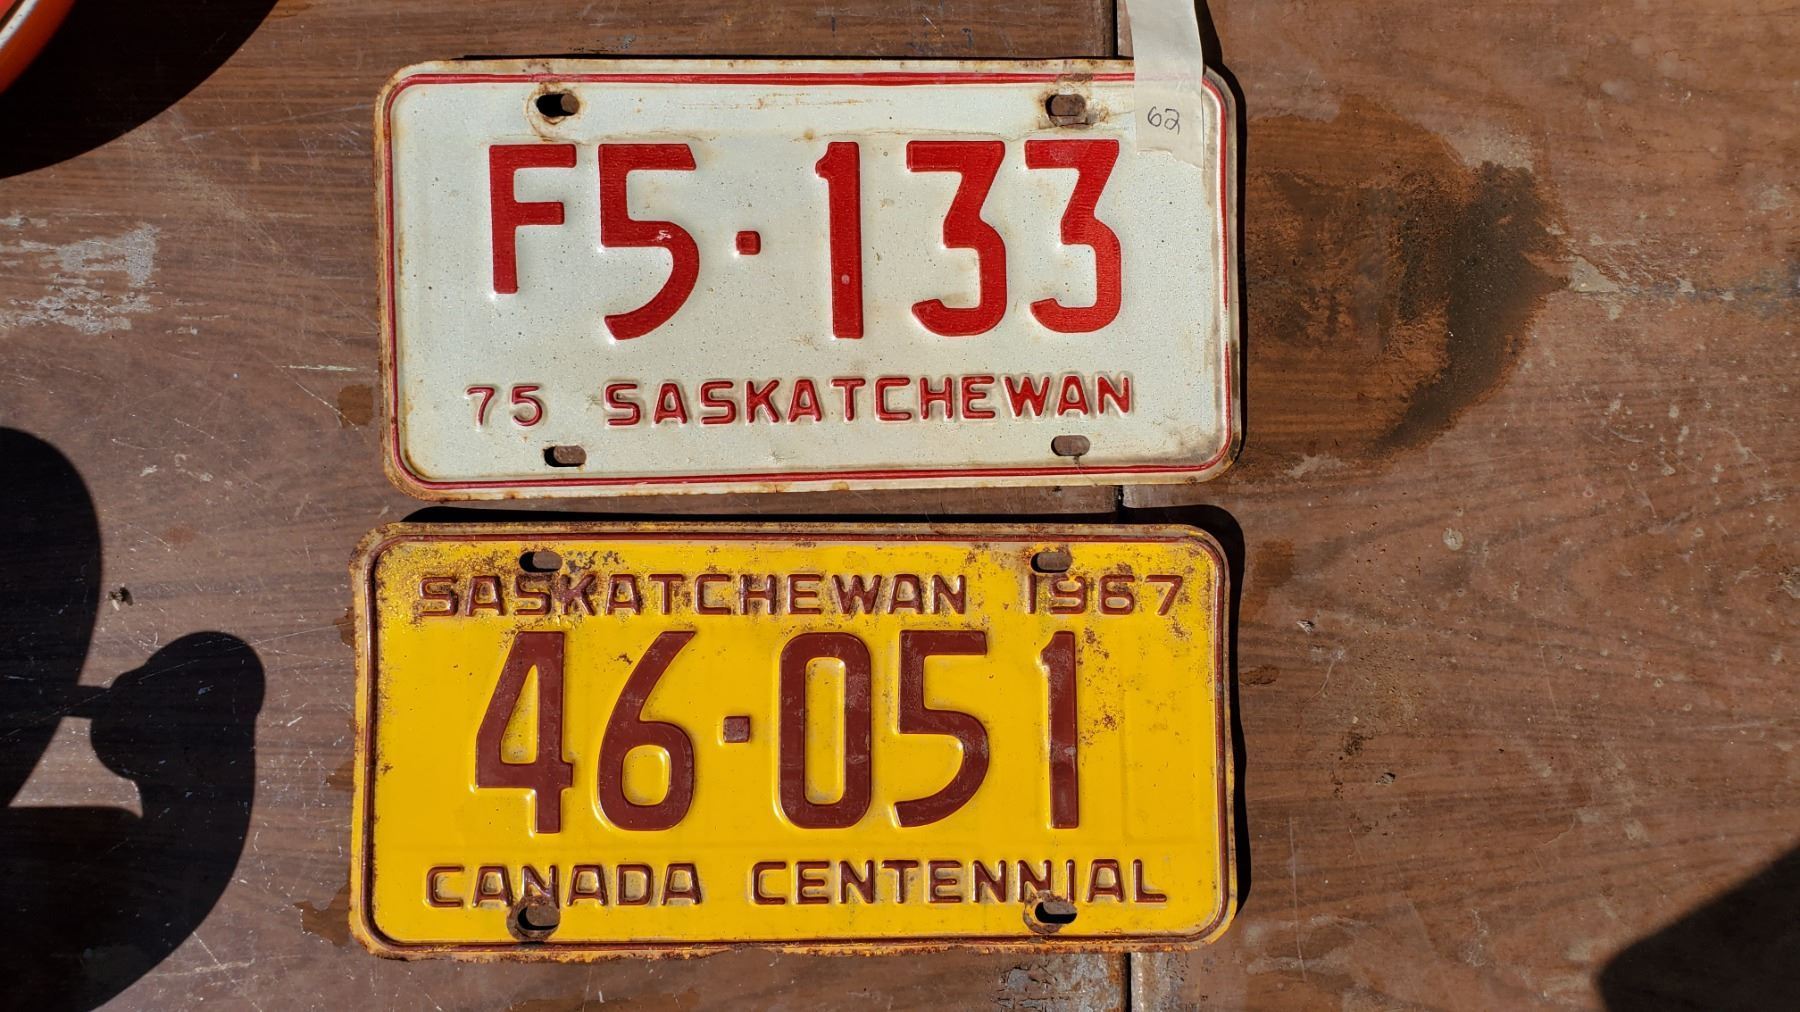 62
F5·133
75 SASKATCHEWAN
SASKATCHEWAN 1967
46·051
CANADA CENTENNIAL